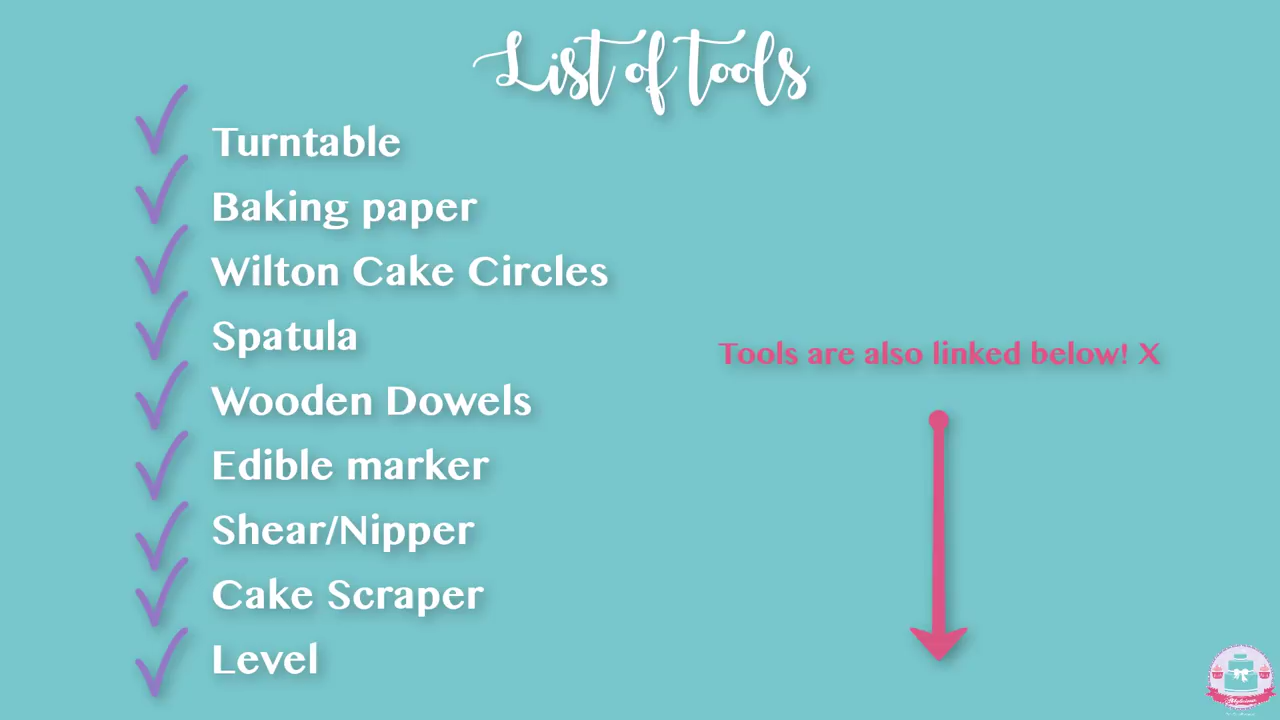 List of tools
Turntable
Baking paper
Wilton Cake Circles
Spatula
Tools are also linked below! X
Wooden Dowels
Edible marker
Shear/Nipper
Cake Scraper
Level